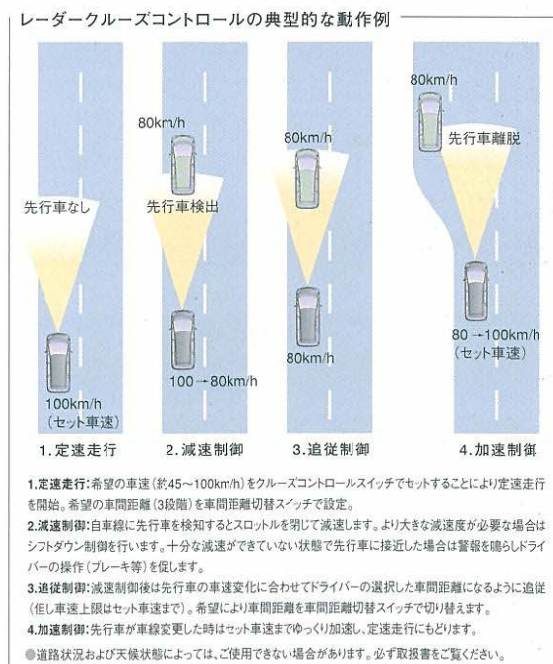 レーダークルーズコントロールの典型的な動作例
先行車なし
100km/h
(セット車速)
1.定速走行
80km/h
先行車検出
100→80km/h
2.減速制御
80km/h
80km/h
3.追従制御
80km/h
先行車離脱
80→100km/h
(セット車速)
4.加速制御
1.定速走行:希望の車速(約45~100km/h)をクルーズコントロールスイッチでセットすることにより定速走行
を開始。希望の車間距離(3段階)を車間距離切替スイッチで設定。
2.減速制御:自車線に先行車を検知するとスロットルを閉じて減速します。より大きな減速度が必要な場合は
シフトダウン制御を行います。十分な減速ができていない状態で先行車に接近した場合は警報を鳴らしドライ
バーの操作(ブレーキ等)を促します。
3.追従制御:減速制御後は先行車の車速変化に合わせてドライバーの選択した車間距離になるように追従
(但し車速上限はセット車速まで)。希望により車間距離を車間距離切替スイッチで切り替えます。
4.加速制御:先行車が車線変更した時はセット車速までゆっくり加速し、定速走行にもどります。
●道路状況および天候状態によっては、ご使用できない場合があります。必ず取扱書をご覧ください。